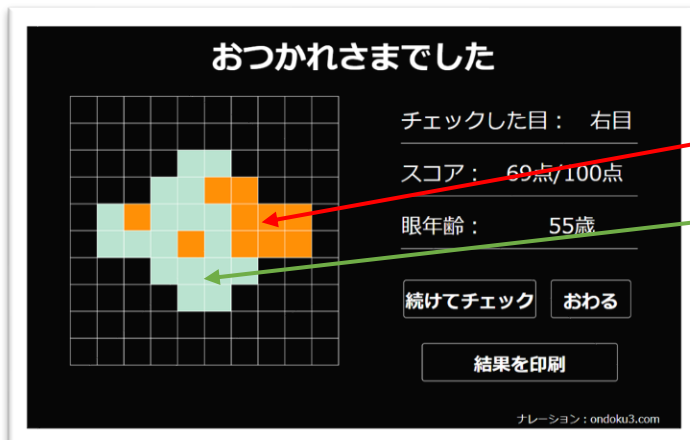 おつかれさまでした
チェックした目： 右目
スコア： 69点/100点
眼年齢： 55歳
続けてチェック おわる
結果を印刷
ナレーション：ondoku3.com